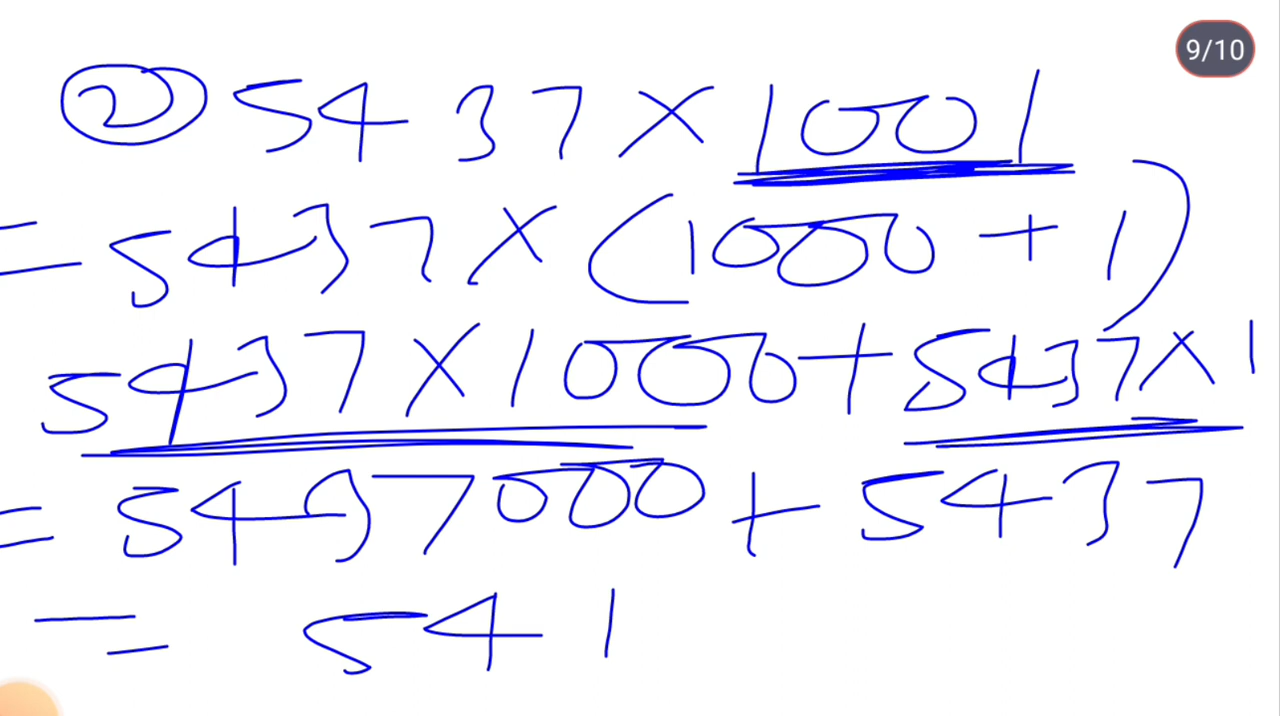 9/10
② 5437 × 1001
= 5437 × (1000 + 1)
5437 × 1000 + 5437 × 1
= 5437000 + 5437
= 541